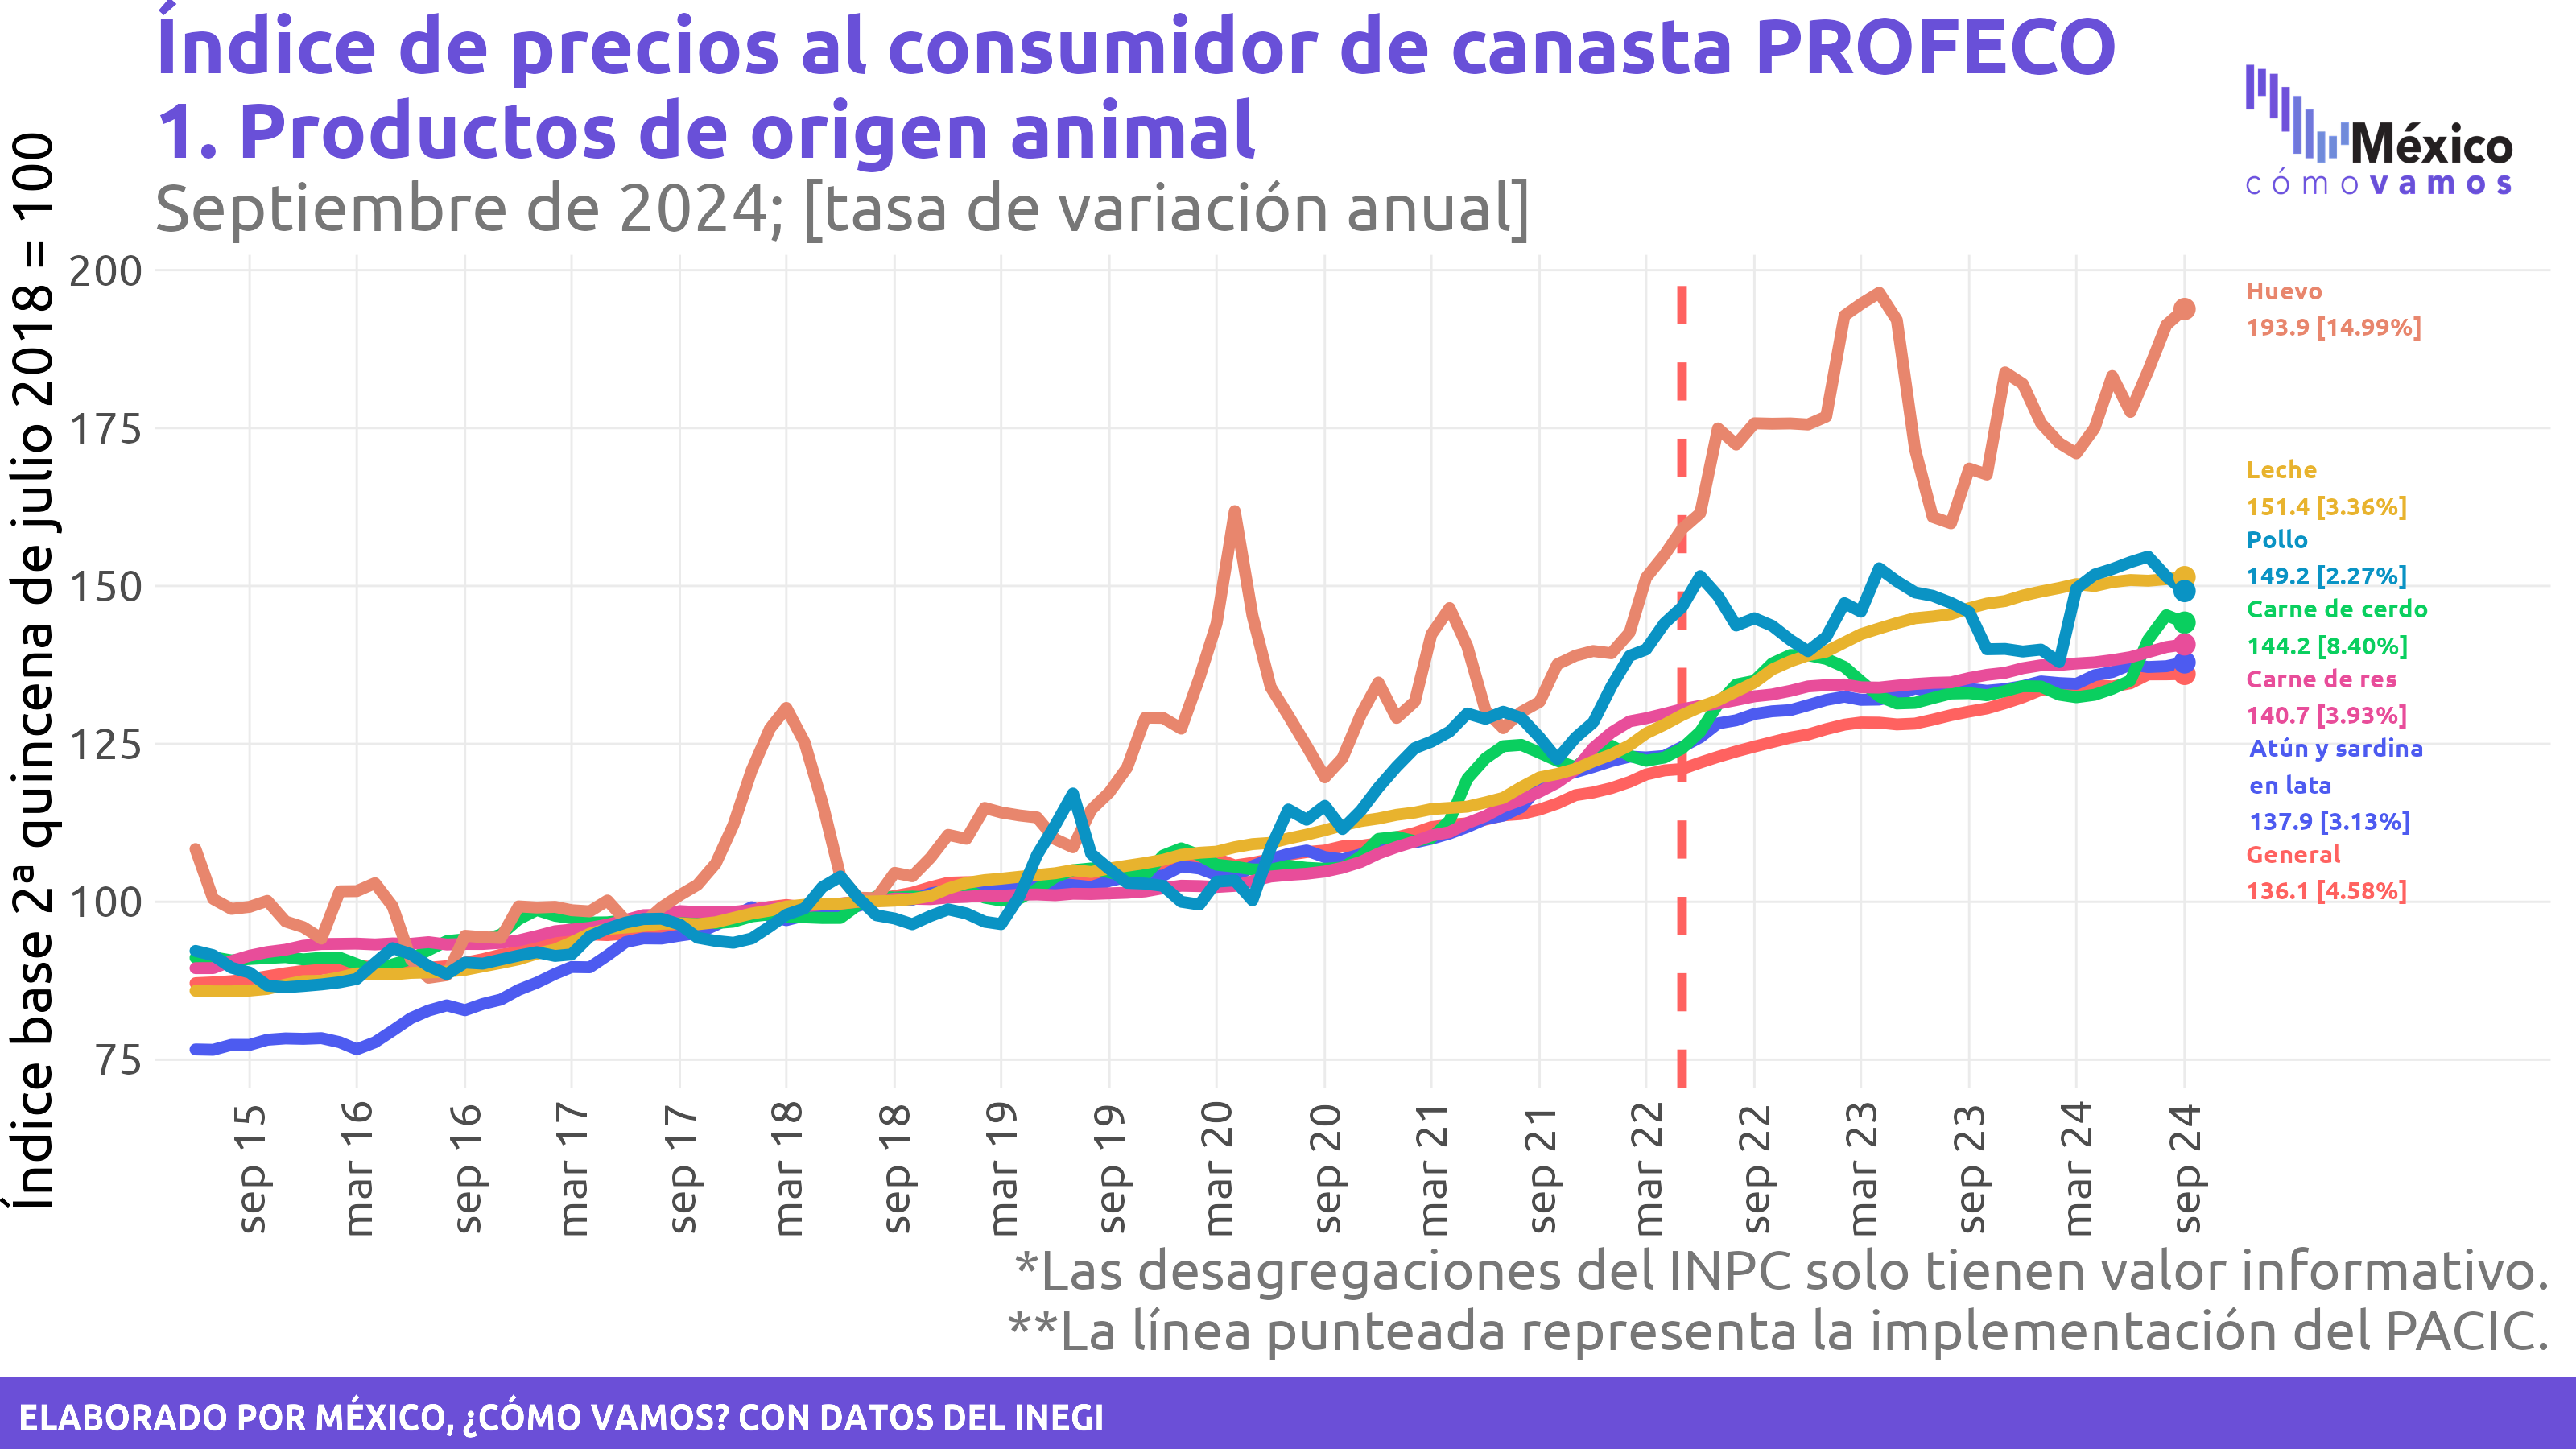 Índice de precios al consumidor de canasta PROFECO
1. Productos de origen animal
Septiembre de 2024; [tasa de variación anual]
México
cómo vamos
Índice base 2ª quincena de julio 2018 = 100
200
175
150
125
100
75
Huevo
193.9 [14.99%]
Leche
151.4 [3.36%]
Pollo
149.2 [2.27%]
Carne de cerdo
144.2 [8.40%]
Carne de res
140.7 [3.93%]
Atún y sardina
en lata
137.9 [3.13%]
General
136.1 [4.58%]
sep 15
mar 16
sep 16
mar 17
sep 17
mar 18
sep 18
mar 19
sep 19
mar 20
sep 20
mar 21
sep 21
mar 22
sep 22
mar 23
sep 23
mar 24
sep 24
*Las desagregaciones del INPC solo tienen valor informativo.
**La línea punteada representa la implementación del PACIC.
ELABORADO POR MÉXICO, ¿CÓMO VAMOS? CON DATOS DEL INEGI